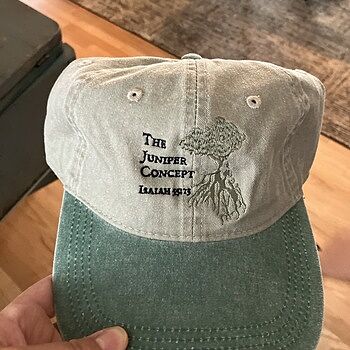 THE
JUNIPER
CONCEPT
ISAIAH 55:13